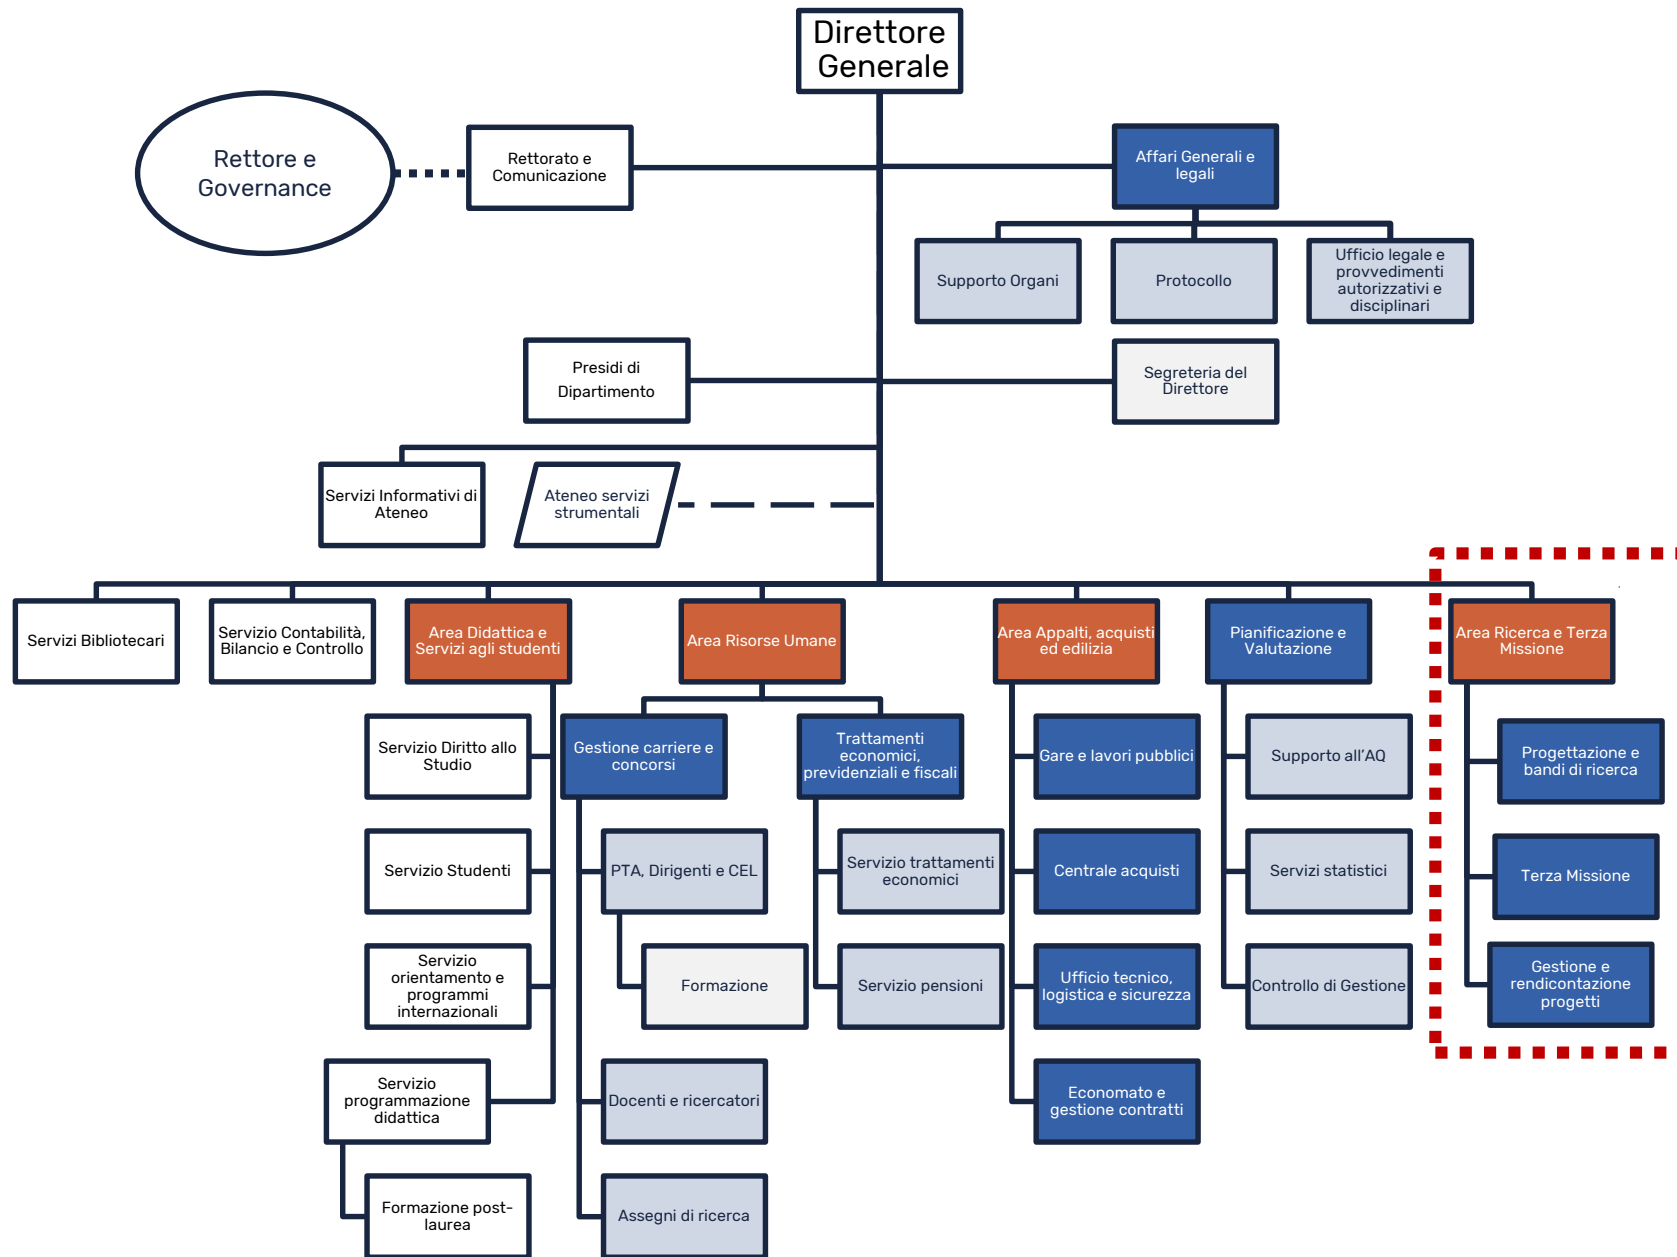 Direttore
Generale
Rettore e
Governance
Rettorato e
Comunicazione
Affari Generali e
legali
Supporto Organi
Protocollo
Ufficio legale e
provvedimenti
autorizzativi e
disciplinari
Presidi di
Dipartimento
Segreteria del
Direttore
Servizi Informativi di
Ateneo
Ateneo servizi
strumentali
Servizi Bibliotecari
Servizio Contabilità,
Bilancio e Controllo
Area Didattica e
Servizi agli studenti
Area Risorse Umane
Area Appalti, acquisti
ed edilizia
Pianificazione e
Valutazione
Area Ricerca e Terza
Missione
Servizio Diritto allo
Studio
Gestione carriere e
concorsi
Trattamenti
economici,
previdenziali e fiscali
Gare e lavori pubblici
Supporto all'AQ
Progettazione e
bandi di ricerca
Servizio Studenti
PTA, Dirigenti e CEL
Servizio trattamenti
economici
Centrale acquisti
Servizi statistici
Terza Missione
Servizio
orientamento e
programmi
internazionali
Formazione
Servizio pensioni
Ufficio tecnico,
logistica e sicurezza
Controllo di Gestione
Gestione e
rendicontazione
progetti
Servizio
programmazione
didattica
Docenti e ricercatori
Economato e
gestione contratti
Formazione post-
laurea
Assegni di ricerca